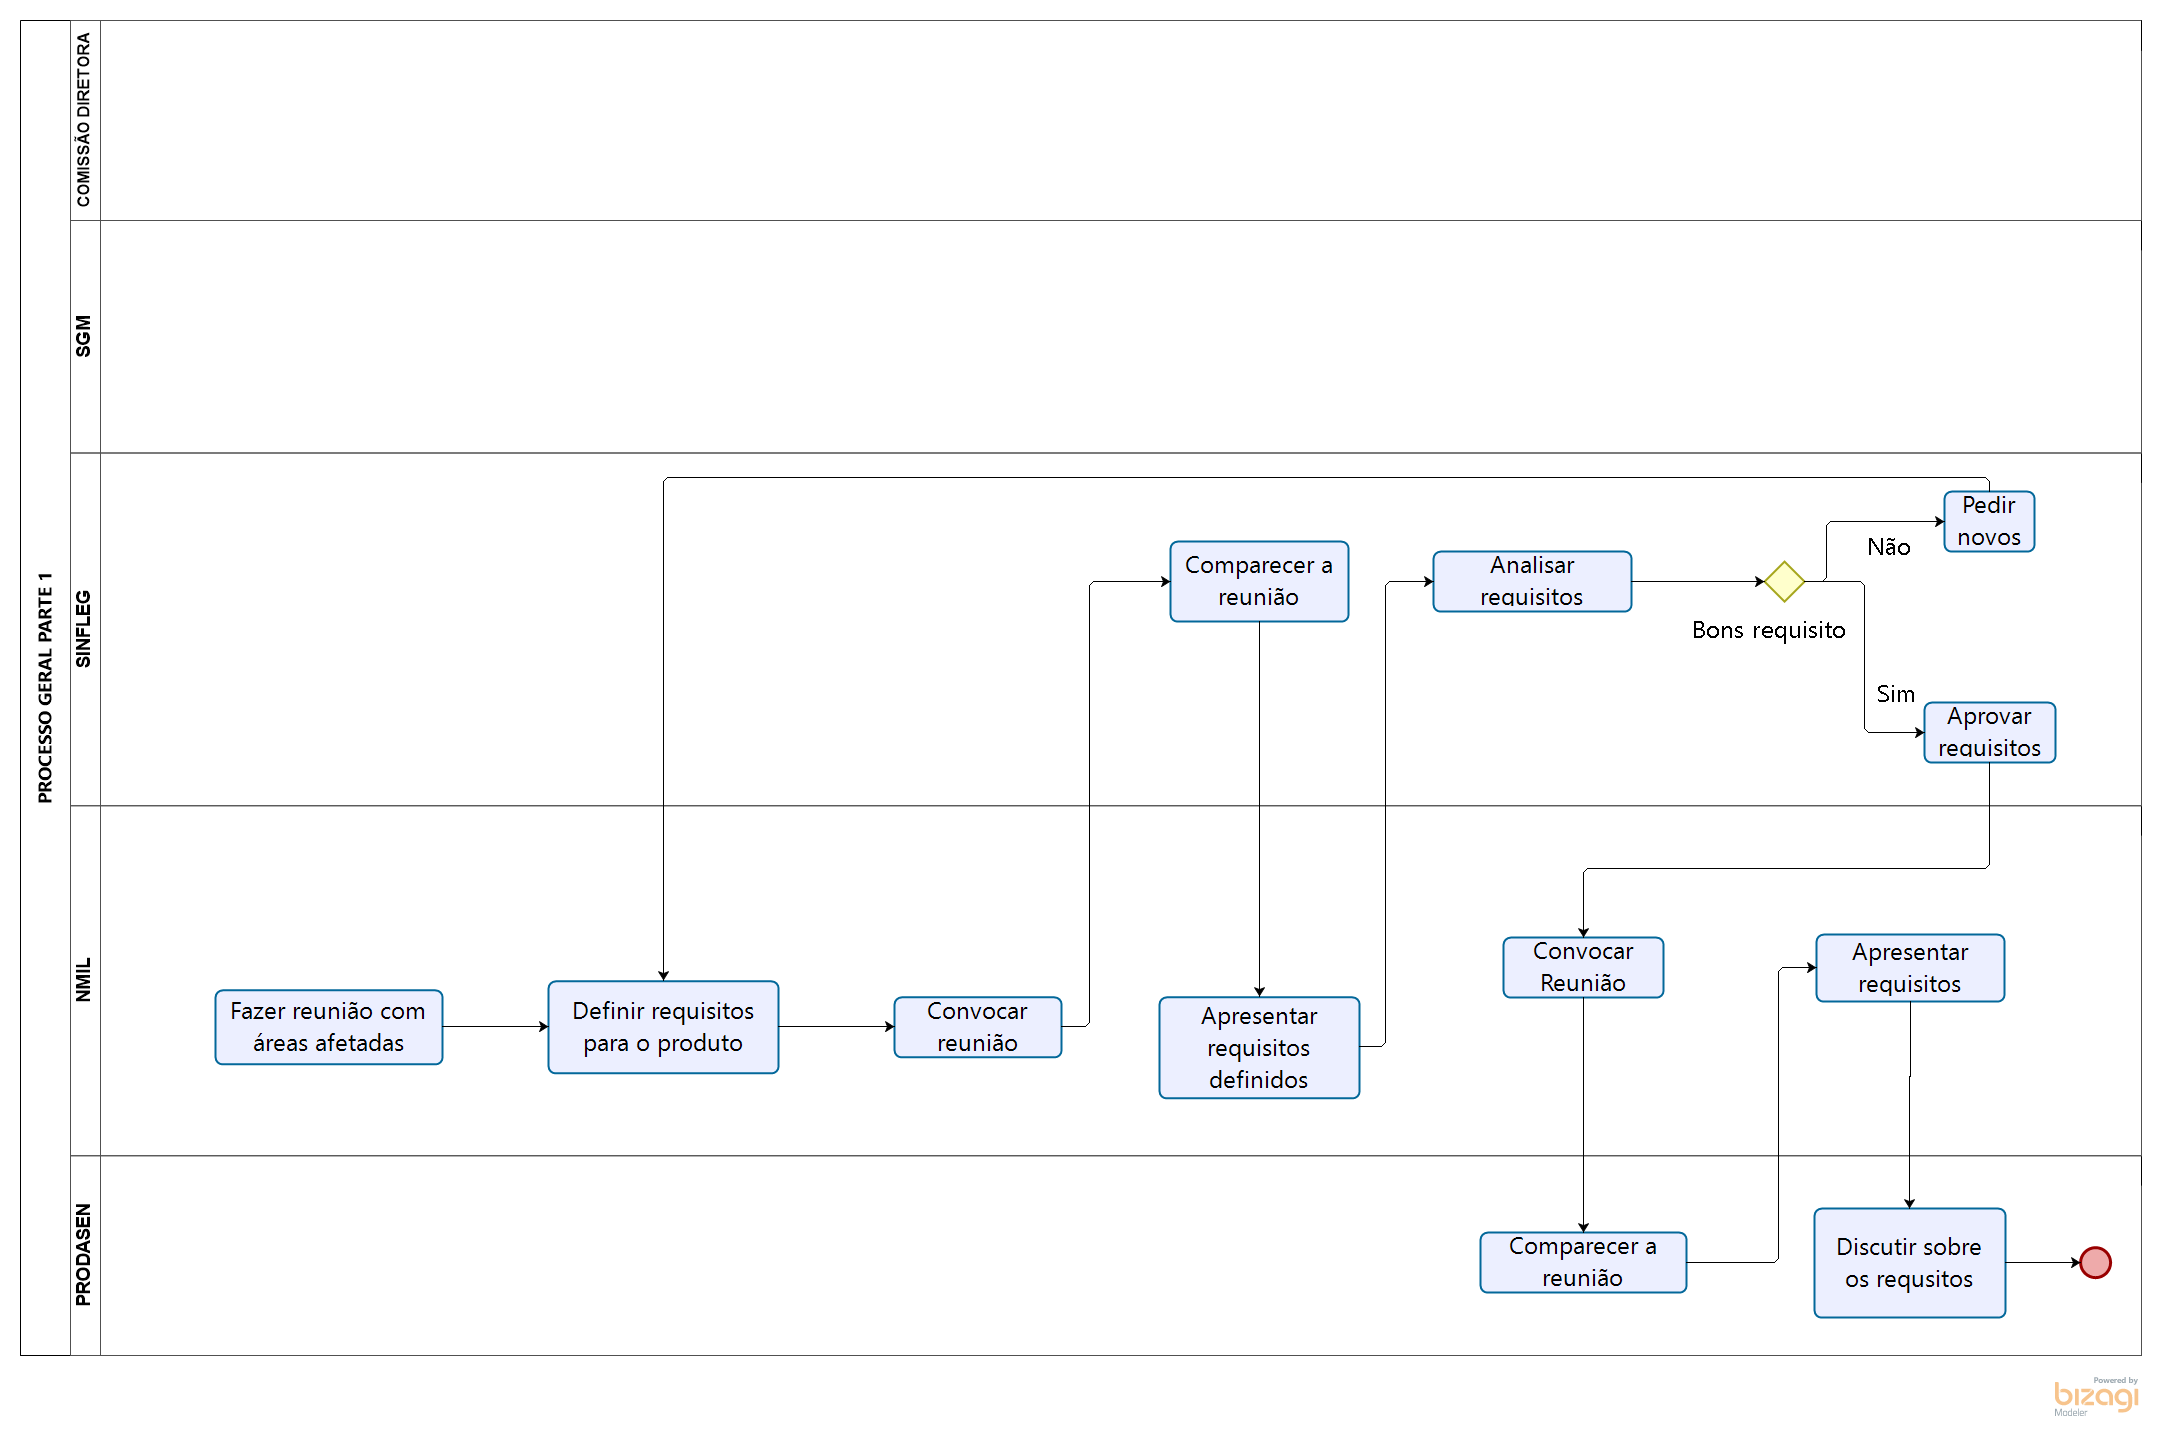 PROCESSO GERAL PARTE 1
COMISSÃO DIRETORA
SGM
SINFLEG
Pedir
novos
Não
Comparecer a
reunião
Analisar
requisitos
Bons requisito
Sim
Aprovar
requisitos
NMIL
Fazer reunião com
áreas afetadas
Definir requisitos
para o produto
Convocar
reunião
Apresentar
requisitos
definidos
Convocar
Reunião
Apresentar
requisitos
PRODASEN
Comparecer a
reunião
Discutir sobre
os requsitos
Powered by
bizagi
Modeler